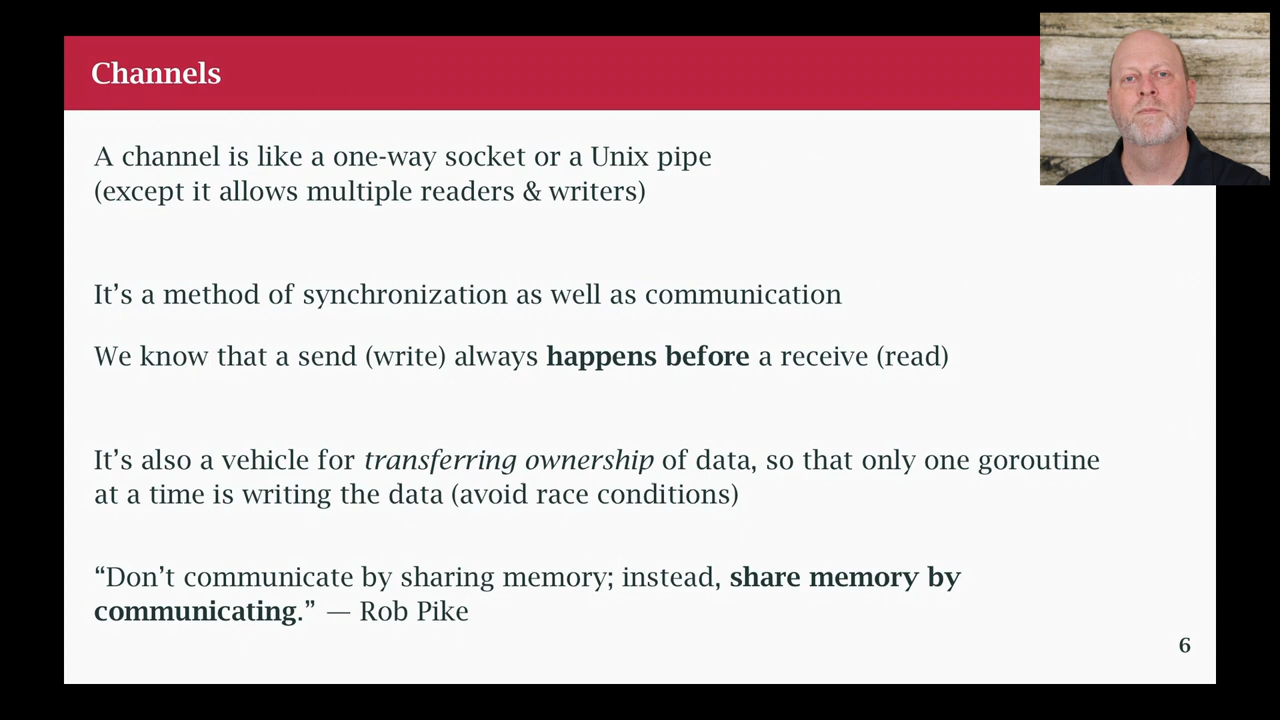 Channels
A channel is like a one-way socket or a Unix pipe
(except it allows multiple readers & writers)
It’s a method of synchronization as well as communication
We know that a send (write) always happens before a receive (read)
It’s also a vehicle for transferring ownership of data, so that only one goroutine
at a time is writing the data (avoid race conditions)
“Don’t communicate by sharing memory; instead, share memory by
communicating.” — Rob Pike
6